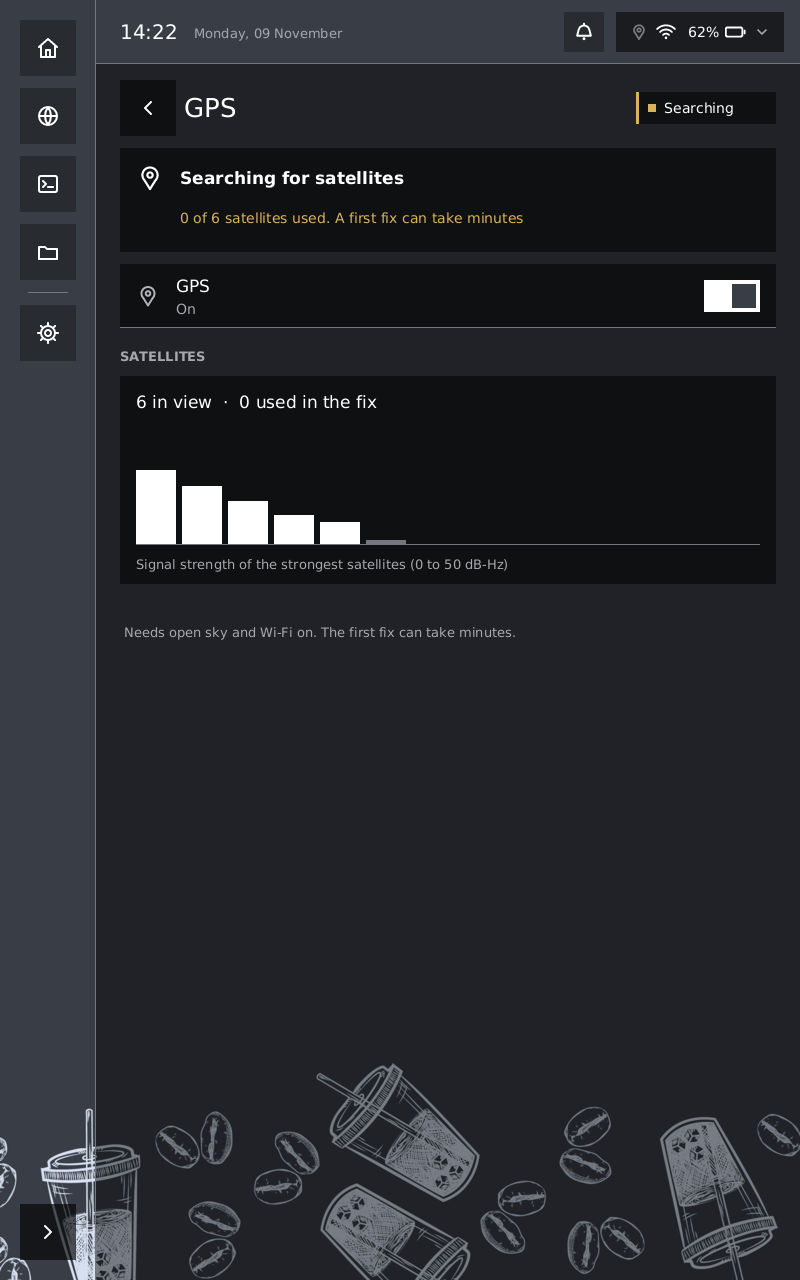 14:22 Monday, 09 November 62%
GPS
Searching
Searching for satellites
0 of 6 satellites used. A first fix can take minutes
GPS
On
SATELLITES
6 in view · 0 used in the fix
Signal strength of the strongest satellites (0 to 50 dB-Hz)
Needs open sky and Wi-Fi on. The first fix can take minutes.